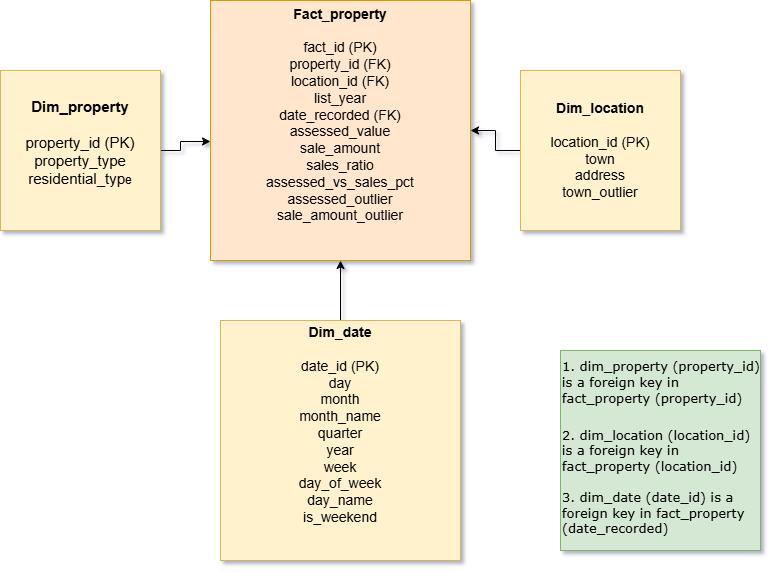 Fact_property
fact_id (PK)
property_id (FK)
location_id (FK)
list_year
date_recorded (FK)
assessed_value
sale_amount
sales_ratio
assessed_vs_sales_pct
assessed_outlier
sale_amount_outlier
Dim_property
property_id (PK)
property_type
residential_type
Dim_location
location_id (PK)
town
address
town_outlier
Dim_date
date_id (PK)
day
month
month_name
quarter
year
week
day_of_week
day_name
is_weekend
1. dim_property (property_id)
is a foreign key in
fact_property (property_id)
2. dim_location (location_id)
is a foreign key in
fact_property (location_id)
3. dim_date (date_id) is a
foreign key in fact_property
(date_recorded)